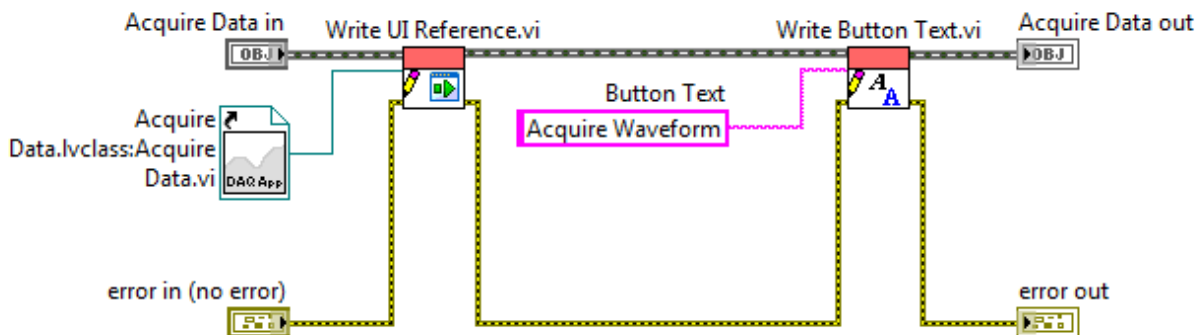 Acquire Data in
Write UI Reference.vi
Write Button Text.vi
Acquire Data out
OBJ
OBJ
Button Text
A
A
Acquire Waveform
Acquire
Data.lvclass:Acquire
Data.vi
DAQ App
error in (no error)
error out